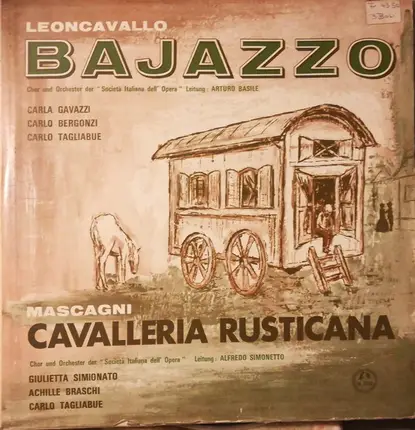 LEONCAVALLO
BAJAZZO
Chor und Orchester der "Società Italiana dell' Opera" Leitung: ARTURO BASILE
CARLA GAVAZZI
CARLO BERGONZI
CARLO TAGLIABUE
MASCAGNI
CAVALLERIA RUSTICANA
Chor und Orchester der "Società Italiana dell' Opera" Leitung: ALFREDO SIMONETTO
GIULIETTA SIMIONATO
ACHILLE BRASCHI
CARLO TAGLIABUE